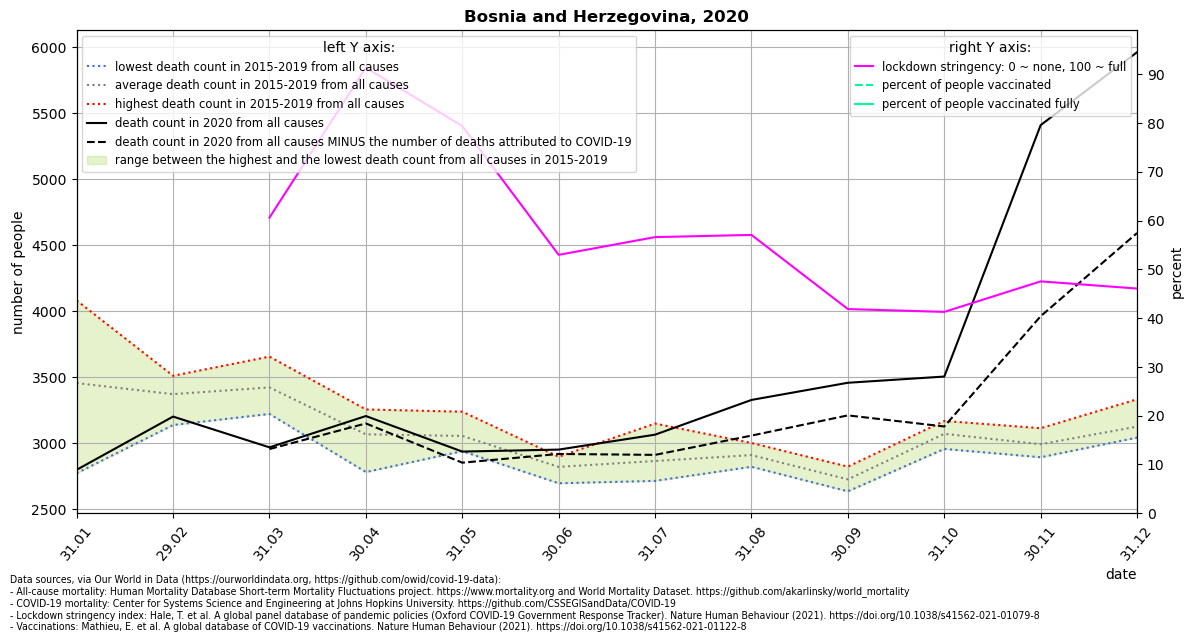 Bosnia and Herzegovina, 2020
left Y axis:
lowest death count in 2015-2019 from all causes
average death count in 2015-2019 from all causes
highest death count in 2015-2019 from all causes
death count in 2020 from all causes
death count in 2020 from all causes MINUS the number of deaths attributed to COVID-19
range between the highest and the lowest death count from all causes in 2015-2019
right Y axis:
lockdown stringency: 0 ~ none, 100 ~ full
percent of people vaccinated
percent of people vaccinated fully
number of people
6000
5500
5000
4500
4000
3500
3000
2500
percent
90
80
70
60
50
40
30
20
10
0
31.01
29.02
31.03
30.04
31.05
30.06
31.07
31.08
30.09
31.10
30.11
31.12
date
Data sources, via Our World in Data (https://ourworldindata.org, https://github.com/owid/covid-19-data):
- All-cause mortality: Human Mortality Database Short-term Mortality Fluctuations project. https://www.mortality.org and World Mortality Dataset. https://github.com/akarlinsky/world_mortality
- COVID-19 mortality: Center for Systems Science and Engineering at Johns Hopkins University. https://github.com/CSSEGISandData/COVID-19
- Lockdown stringency index: Hale, T. et al. A global panel database of pandemic policies (Oxford COVID-19 Government Response Tracker). Nature Human Behaviour (2021). https://doi.org/10.1038/s41562-021-01079-8
- Vaccinations: Mathieu, E. et al. A global database of COVID-19 vaccinations. Nature Human Behaviour (2021). https://doi.org/10.1038/s41562-021-01122-8